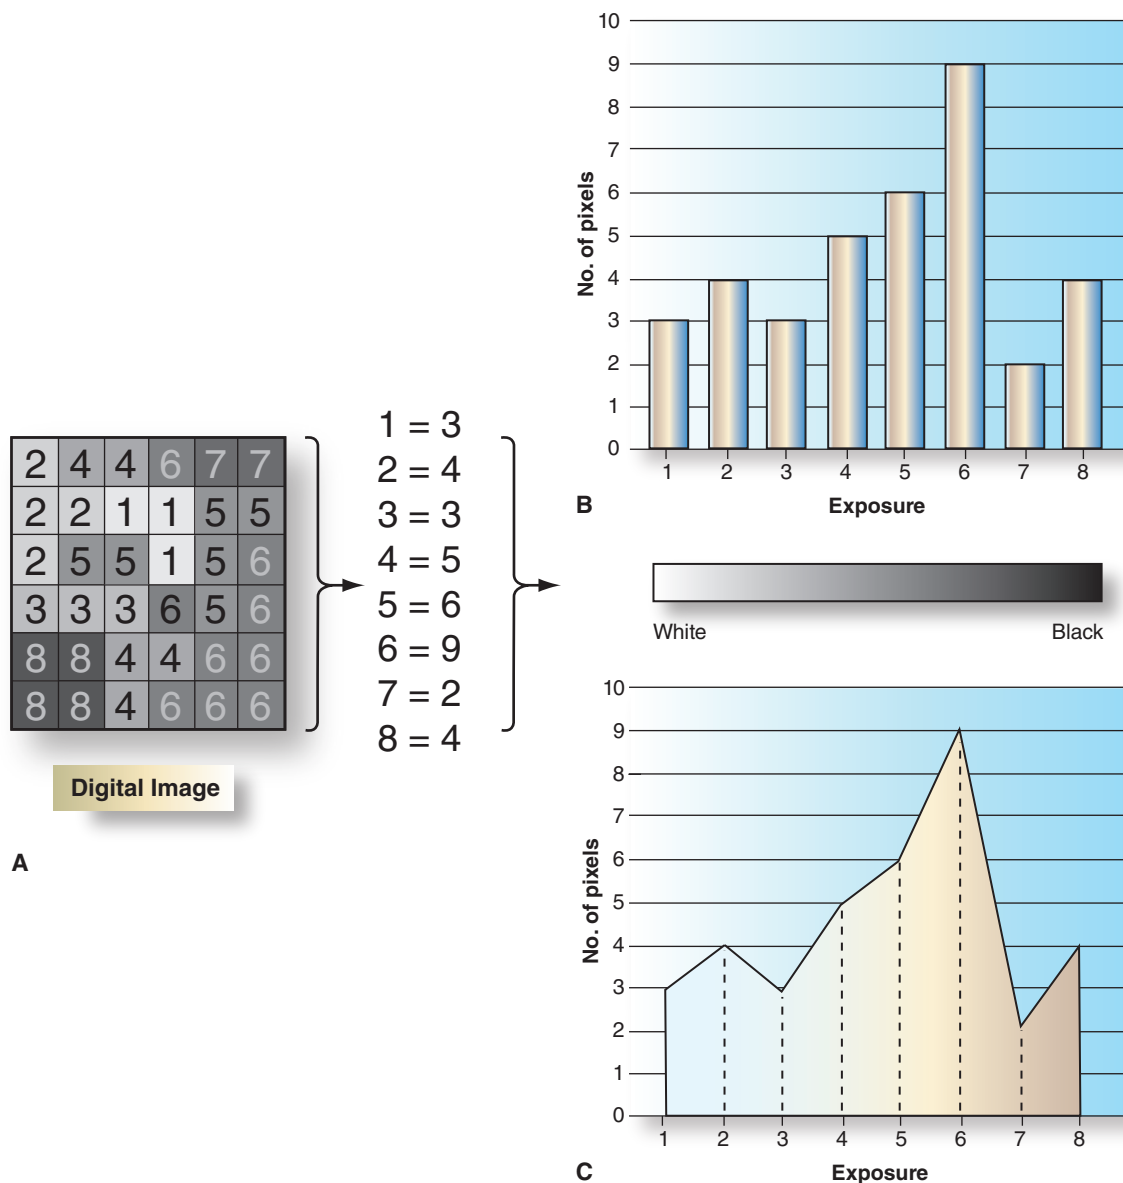 2 4 4 6 7 7
2 2 1 1 5 5
2 5 5 1 5 6
3 3 3 6 5 6
8 8 4 4 6 6
8 8 4 6 6 6
Digital Image
A
1 = 3
2 = 4
3 = 3
4 = 5
5 = 6
6 = 9
7 = 2
8 = 4
10
9
8
7
6
5
4
3
2
1
0
No. of pixels
1 2 3 4 5 6 7 8
Exposure
B
White Black
10
9
8
7
6
5
4
3
2
1
0
No. of pixels
1 2 3 4 5 6 7 8
Exposure
C